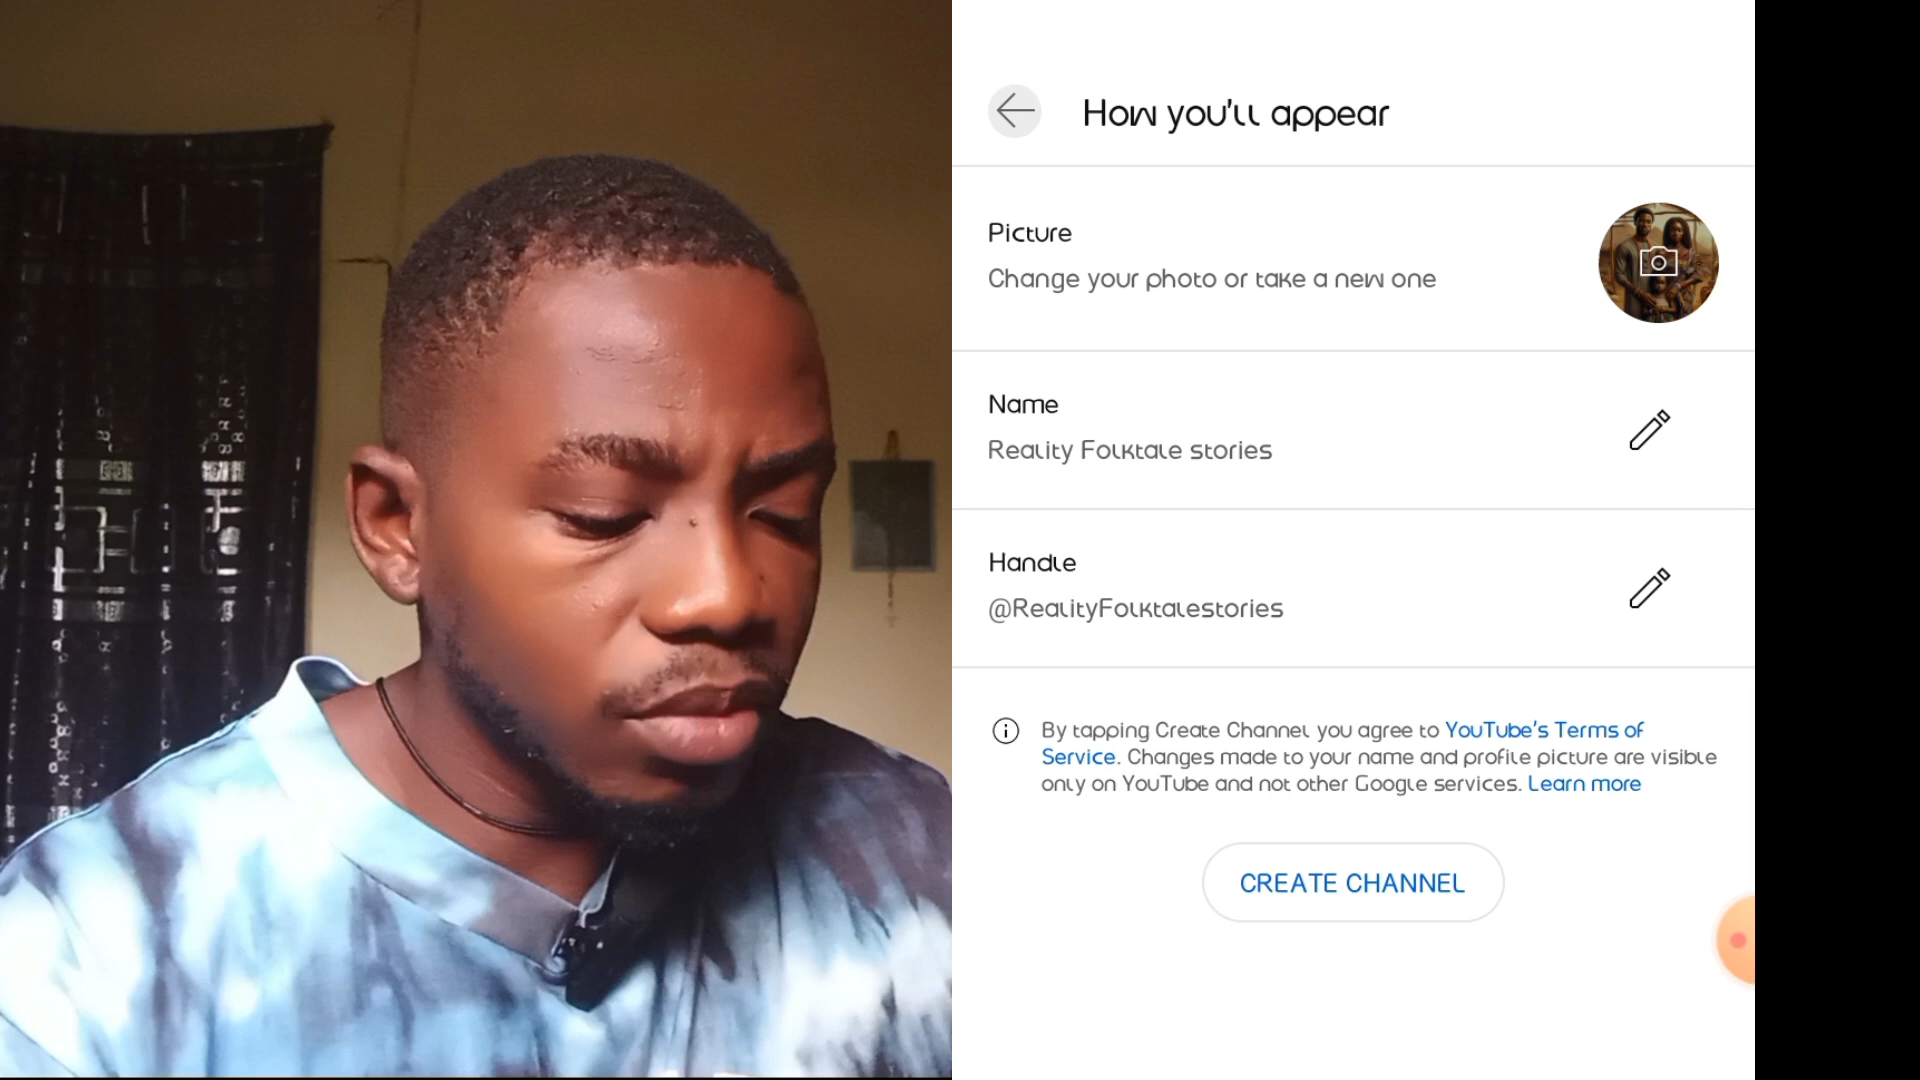 How you'll appear
Picture
Change your photo or take a new one
Name
Reality Folktale stories
Handle
@RealityFolktalestories
By tapping Create Channel you agree to YouTube's Terms of
Service. Changes made to your name and profile picture are visible
only on YouTube and not other Google services. Learn more
CREATE CHANNEL